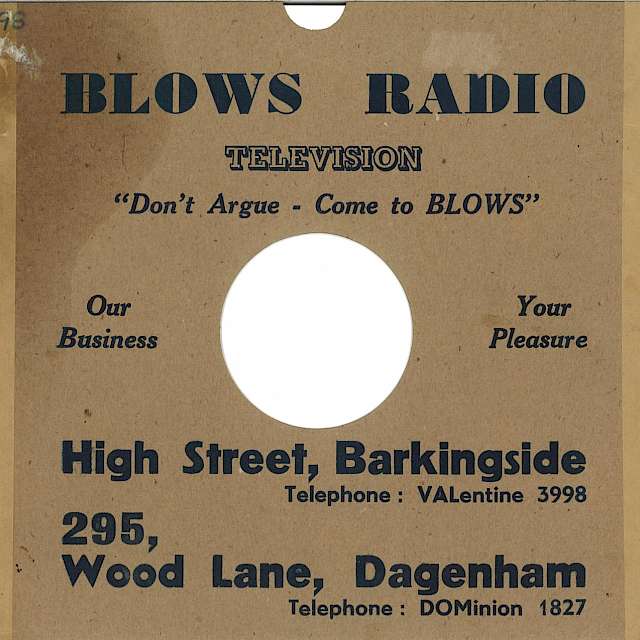 98
BLOWS RADIO
TELEVISION
"Don't Argue - Come to BLOWS"
Our Business
Your Pleasure
High Street, Barkingside
Telephone : VALentine 3998
295,
Wood Lane, Dagenham
Telephone : DOMinion 1827